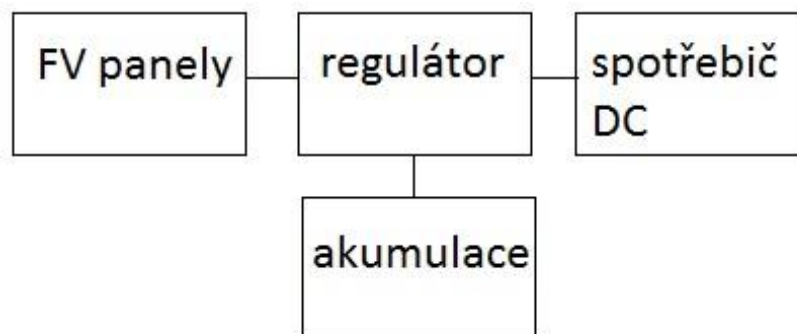 FV panely
regulátor
spotřebič
DC
akumulace